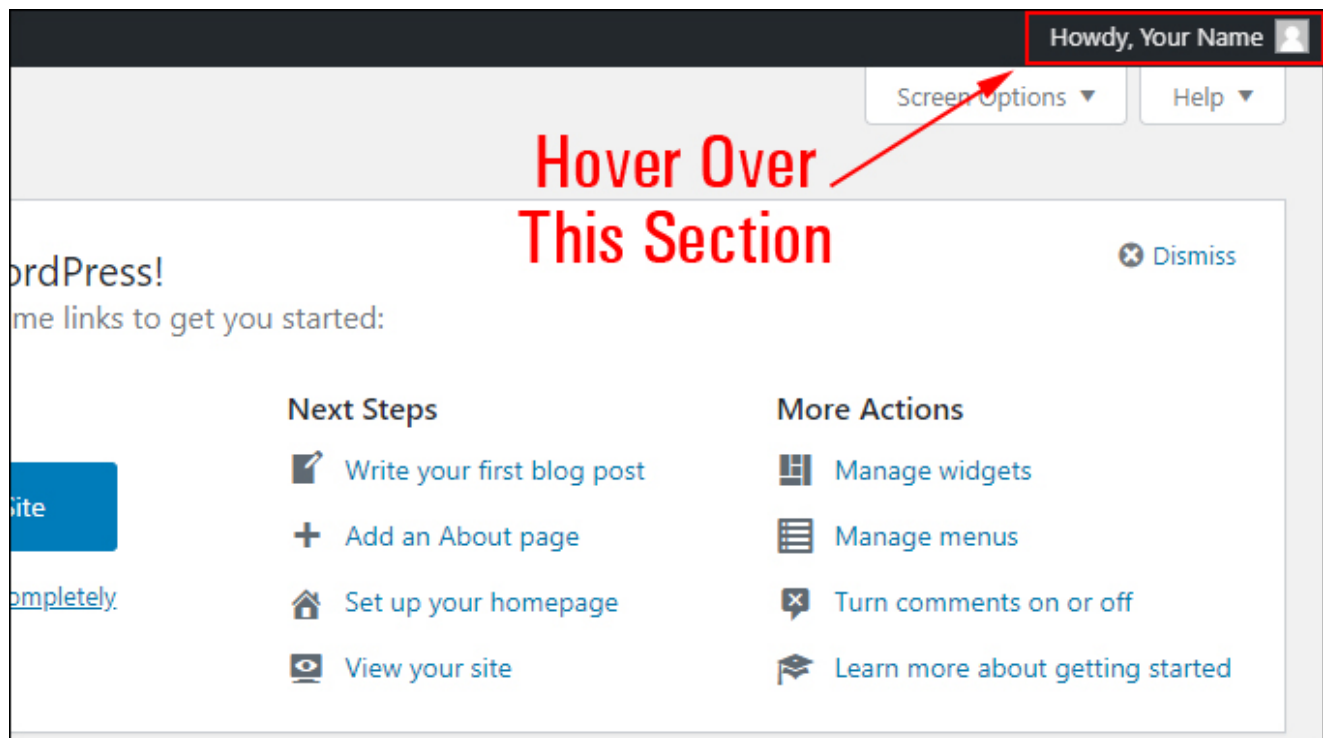 Howdy, Your Name
Screen Options
Help
Hover Over
This Section
Dismiss
ordPress!
me links to get you started:
Next Steps
More Actions
Write your first blog post
Manage widgets
Site
Add an About page
Manage menus
ompletely
Set up your homepage
Turn comments on or off
View your site
Learn more about getting started